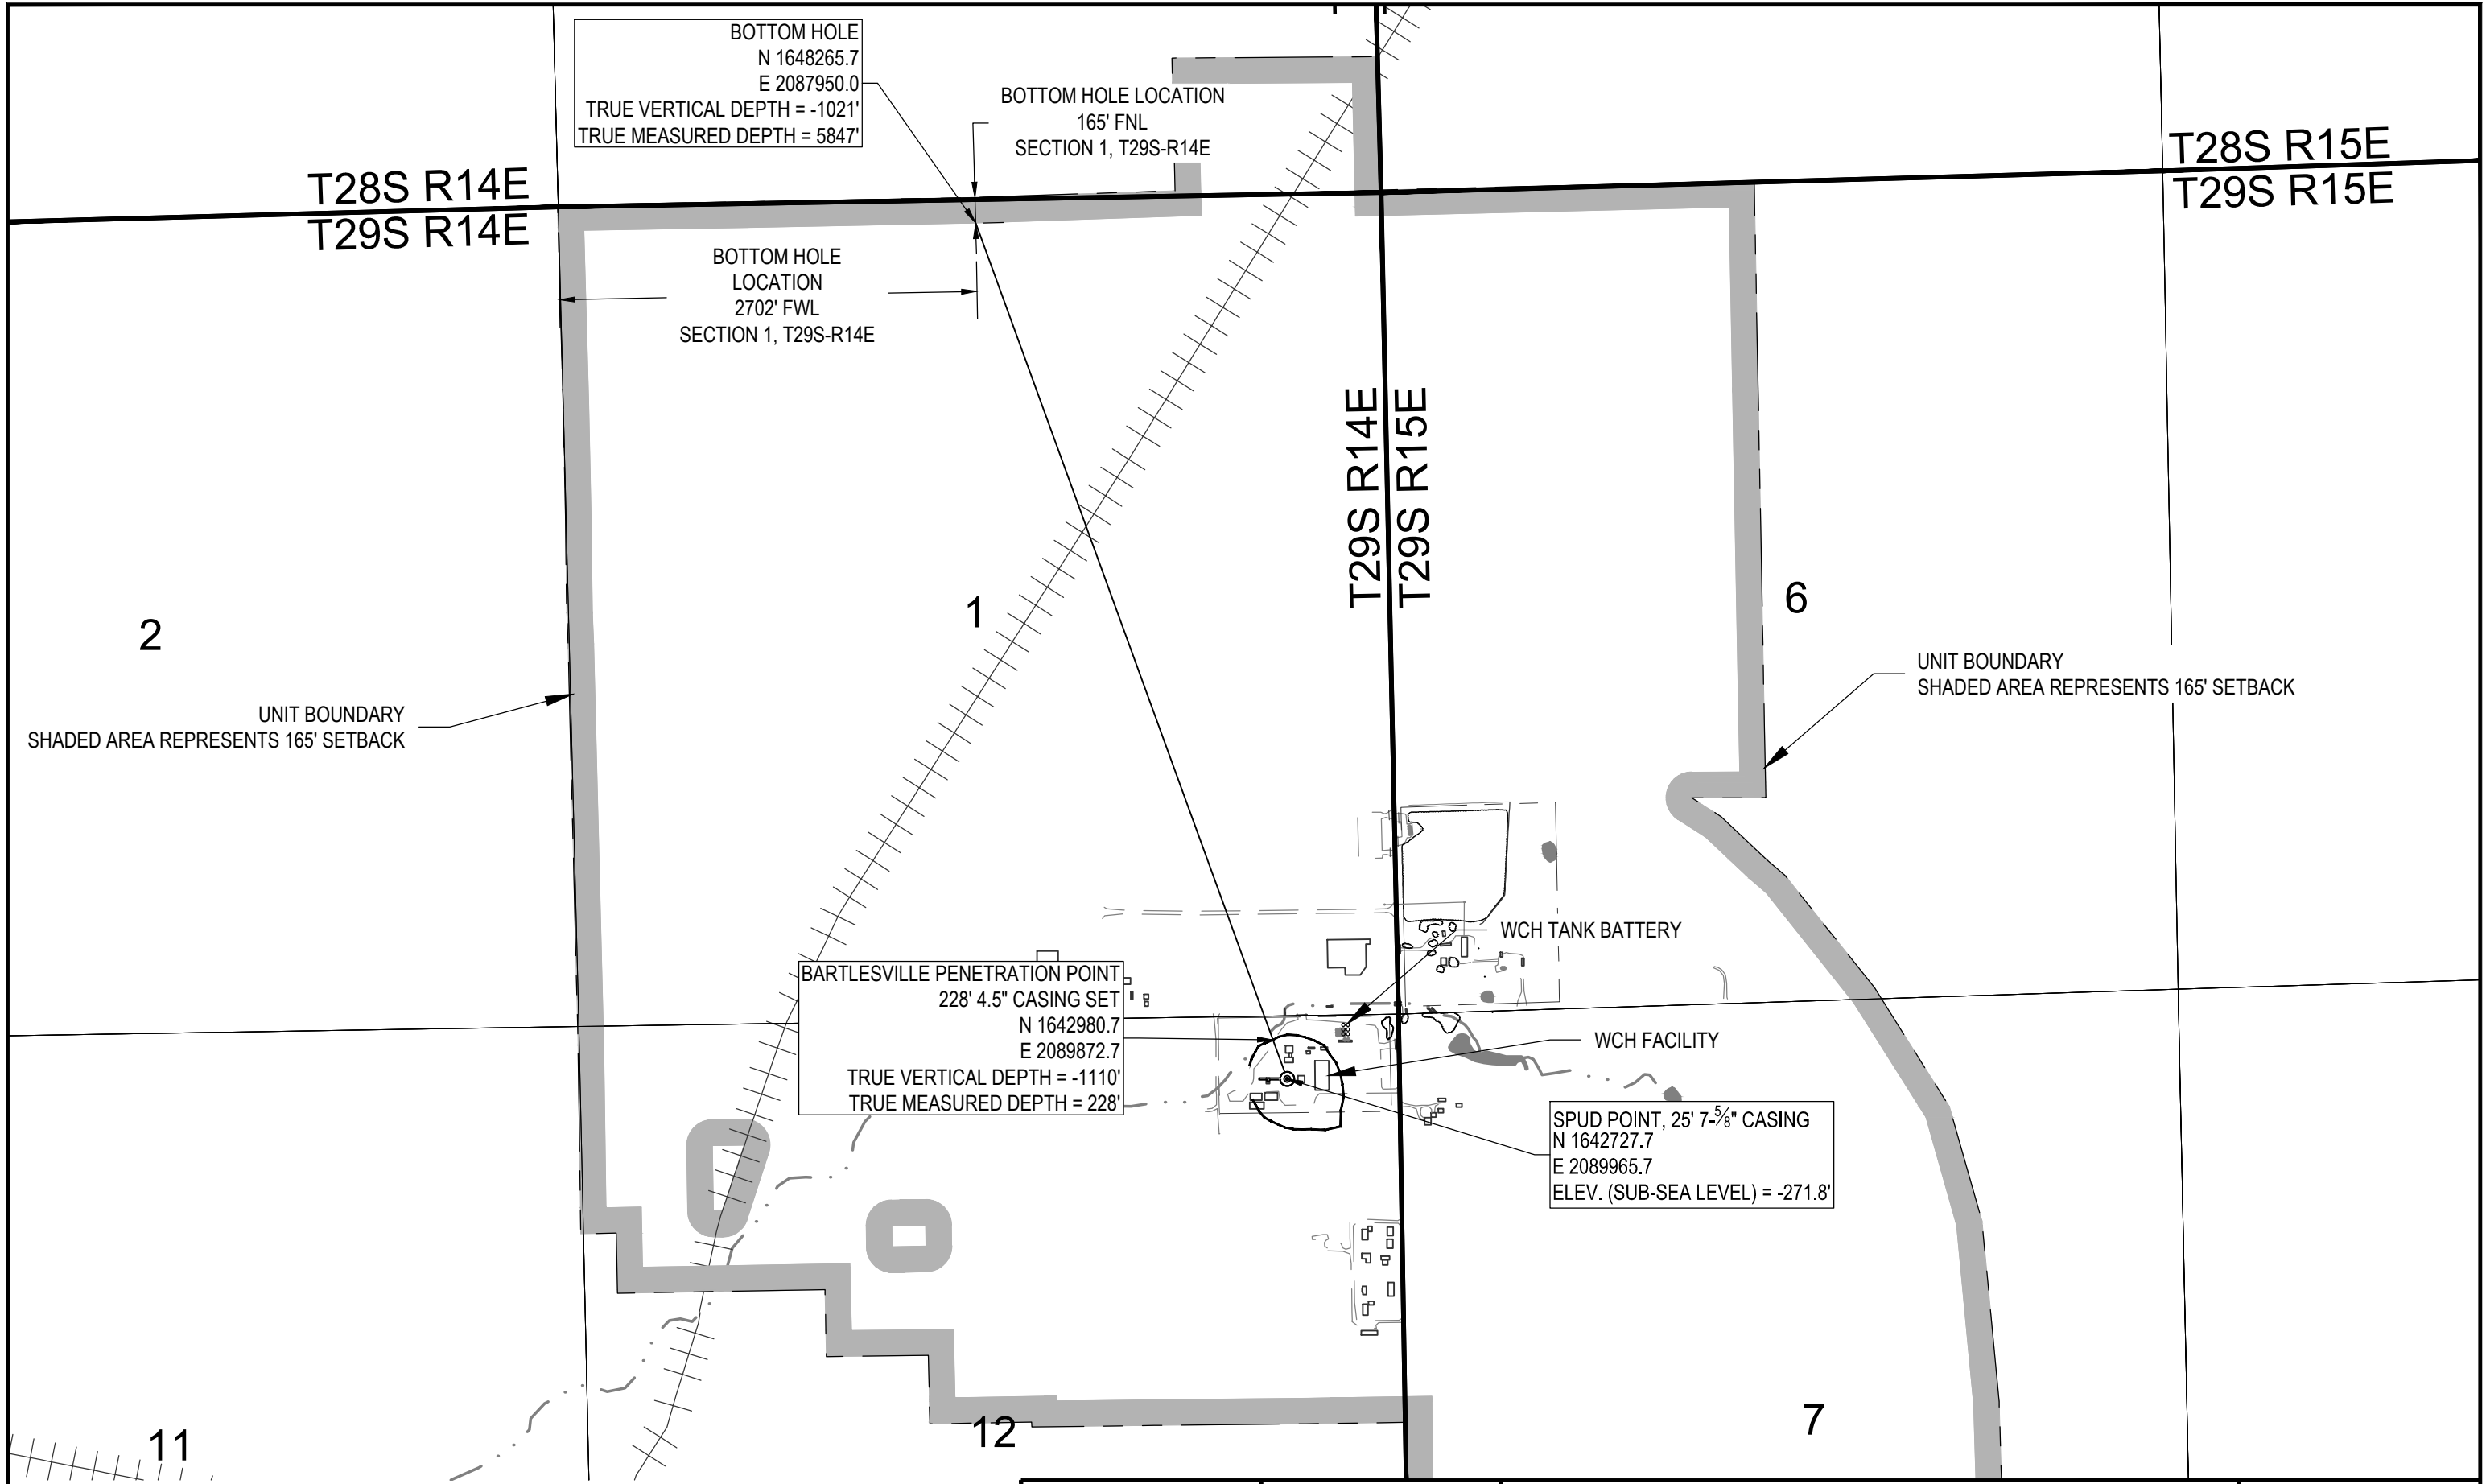 BOTTOM HOLE
N 1648265.7
E 2087950.0
TRUE VERTICAL DEPTH = -1021'
TRUE MEASURED DEPTH = 5847'
BOTTOM HOLE LOCATION
165' FNL
SECTION 1, T29S-R14E
T28S R14E
T29S R14E
T28S R15E
T29S R15E
BOTTOM HOLE
LOCATION
2702' FWL
SECTION 1, T29S-R14E
T29S R14E
T29S R15E
2
1
6
UNIT BOUNDARY
SHADED AREA REPRESENTS 165' SETBACK
UNIT BOUNDARY
SHADED AREA REPRESENTS 165' SETBACK
WCH TANK BATTERY
BARTLESVILLE PENETRATION POINT
228' 4.5" CASING SET
N 1642980.7
E 2089872.7
TRUE VERTICAL DEPTH = -1110'
TRUE MEASURED DEPTH = 228'
WCH FACILITY
SPUD POINT, 25' 7-⅝" CASING
N 1642727.7
E 2089965.7
ELEV. (SUB-SEA LEVEL) = -271.8'
11
12
7